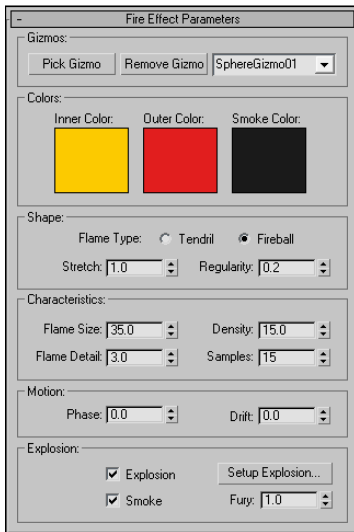 - Fire Effect Parameters
Gizmos:
Pick Gizmo Remove Gizmo SphereGizmo01
Colors:
Inner Color: Outer Color: Smoke Color:
Shape:
Flame Type: Tendril Fireball
Stretch: 1.0 Regularity: 0.2
Characteristics:
Flame Size: 35.0 Density: 15.0
Flame Detail: 3.0 Samples: 15
Motion:
Phase: 0.0 Drift: 0.0
Explosion:
Explosion Setup Explosion...
Smoke Fury: 1.0